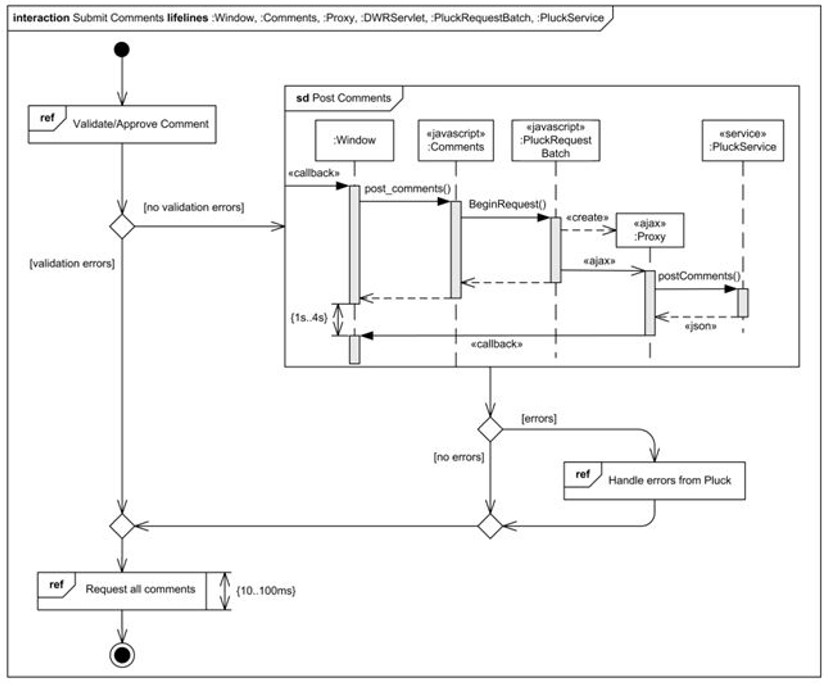 interaction Submit Comments lifelines :Window, :Comments, :Proxy, :DWRServlet, :PluckRequestBatch, :PluckService
ref
Validate/Approve Comment
[no validation errors]
[validation errors]
sd Post Comments
:Window
«javascript»
:Comments
«javascript»
:PluckRequest
Batch
«service»
:PluckService
«callback»
post_comments()
BeginRequest()
«create»
«ajax»
:Proxy
«ajax»
postComments()
{1s..4s}
«json»
«callback»
[errors]
[no errors]
ref
Handle errors from Pluck
ref
Request all comments
{10..100ms}